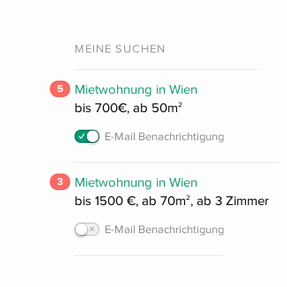 MEINE SUCHEN
5 Mietwohnung in Wien
bis 700€, ab 50m²
E-Mail Benachrichtigung
3 Mietwohnung in Wien
bis 1500 €, ab 70m², ab 3 Zimmer
E-Mail Benachrichtigung